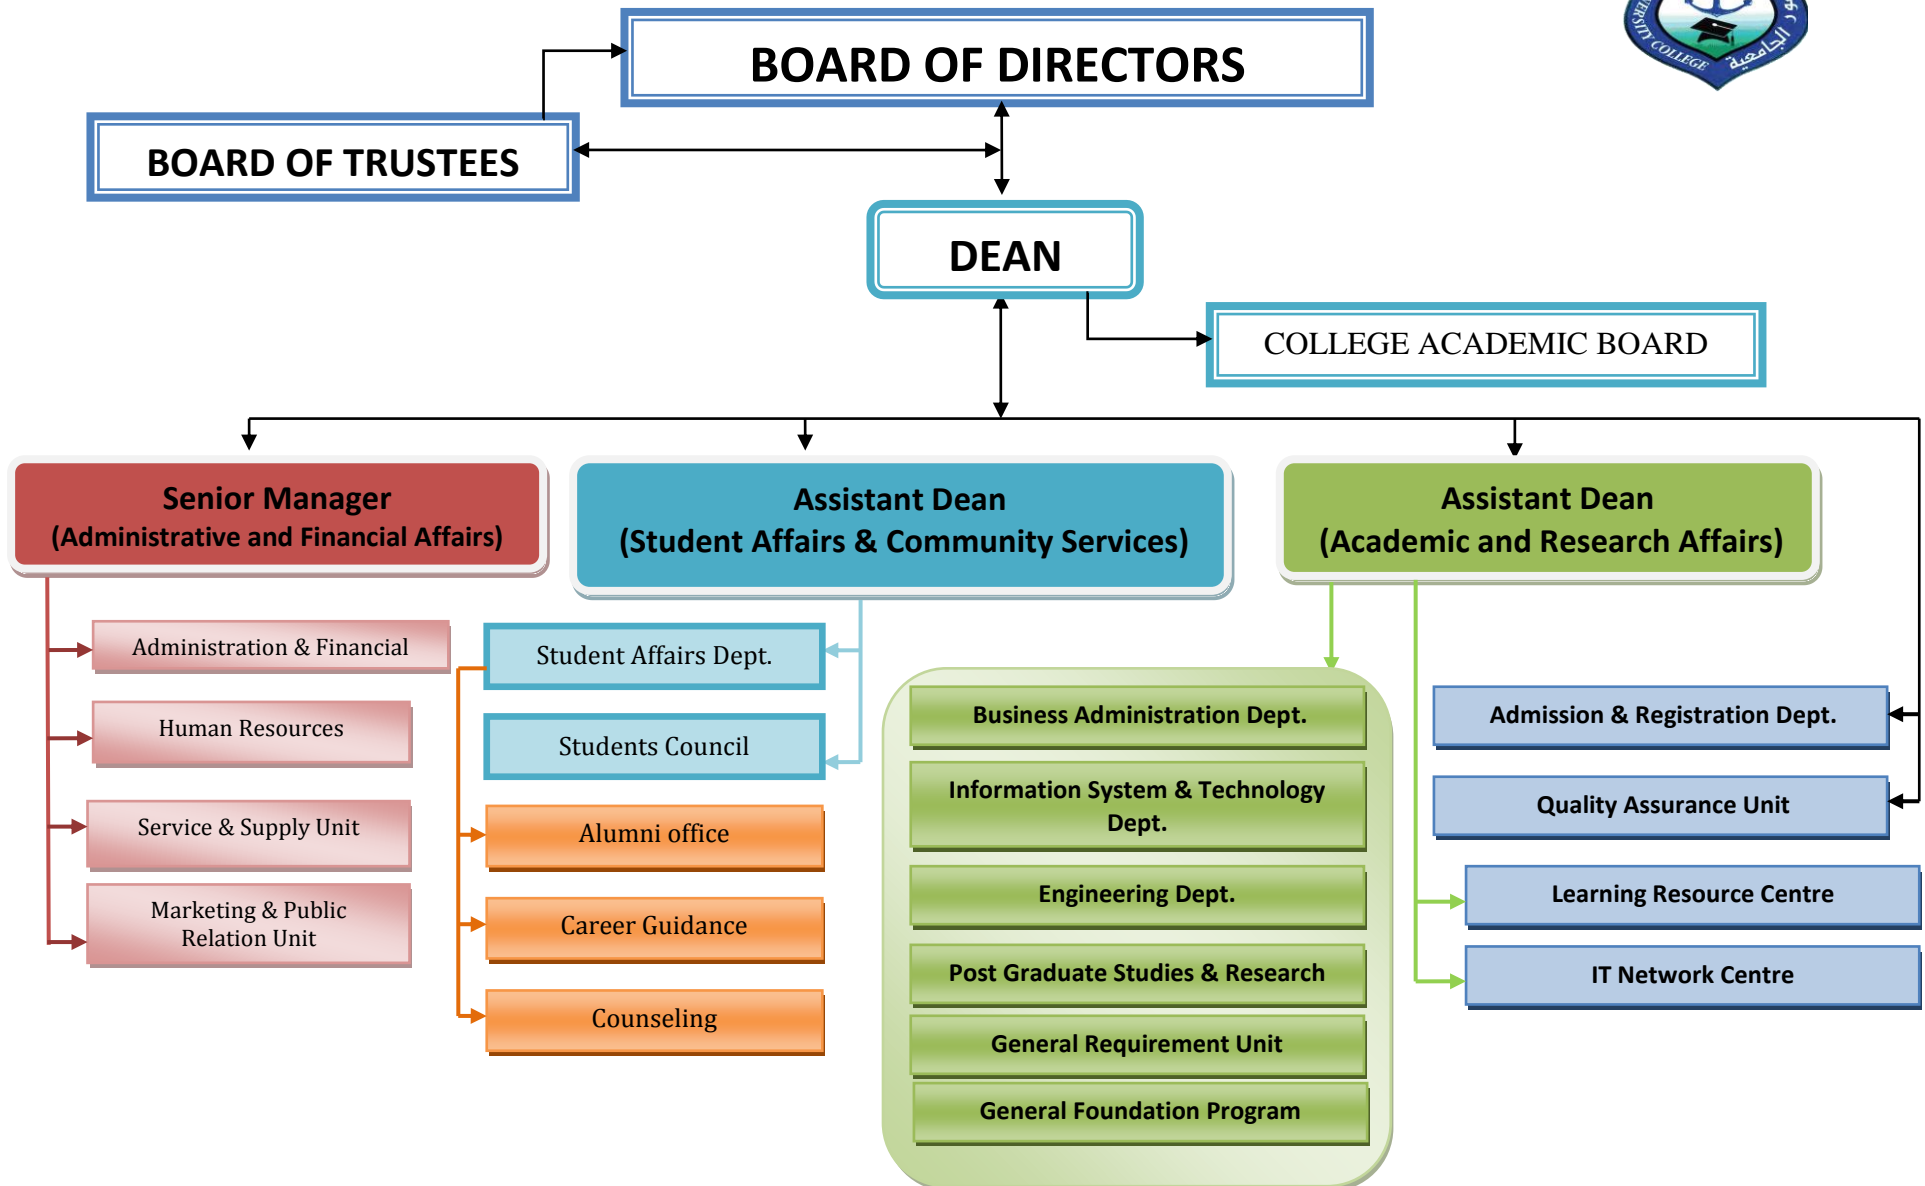 BOARD OF DIRECTORS
BOARD OF TRUSTEES
DEAN
COLLEGE ACADEMIC BOARD
Senior Manager
(Administrative and Financial Affairs)
Assistant Dean
(Student Affairs & Community Services)
Assistant Dean
(Academic and Research Affairs)
Administration & Financial
Human Resources
Service & Supply Unit
Marketing & Public
Relation Unit
Student Affairs Dept.
Students Council
Alumni office
Career Guidance
Counseling
Business Administration Dept.
Information System & Technology
Dept.
Engineering Dept.
Post Graduate Studies & Research
General Requirement Unit
General Foundation Program
Admission & Registration Dept.
Quality Assurance Unit
Learning Resource Centre
IT Network Centre
COLLEGE
الجامعية